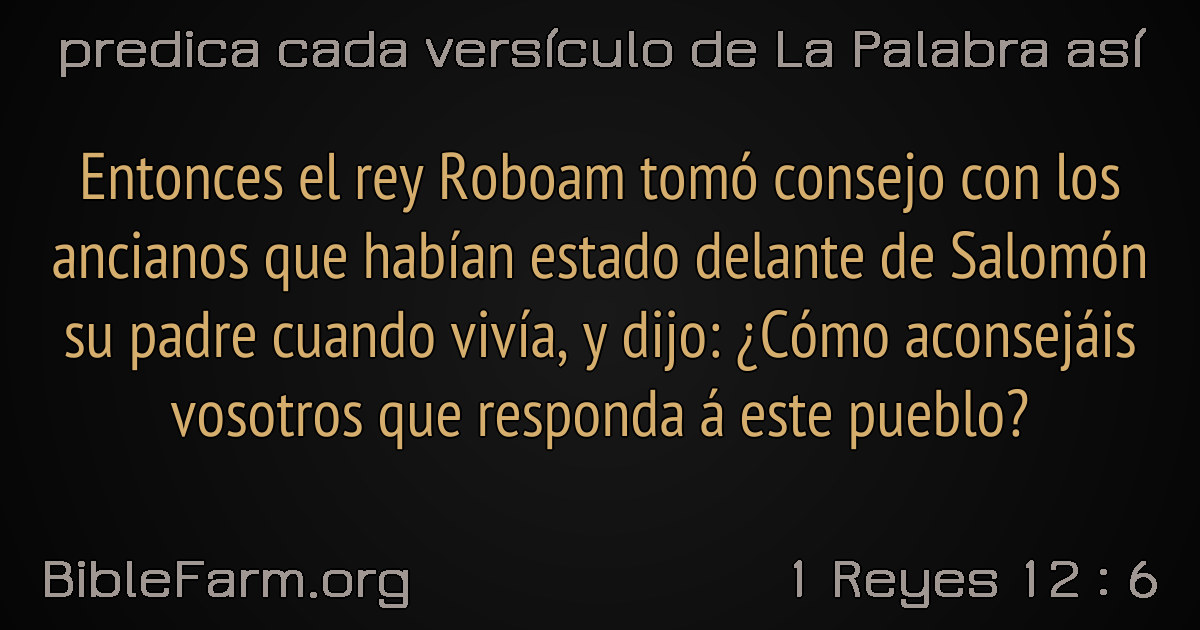 predica cada versículo de La Palabra así
Entonces el rey Roboam tomó consejo con los
ancianos que habían estado delante de Salomón
su padre cuando vivía, y dijo: ¿Cómo aconsejáis
vosotros que responda á este pueblo?
BibleFarm.org
1 Reyes 12 : 6